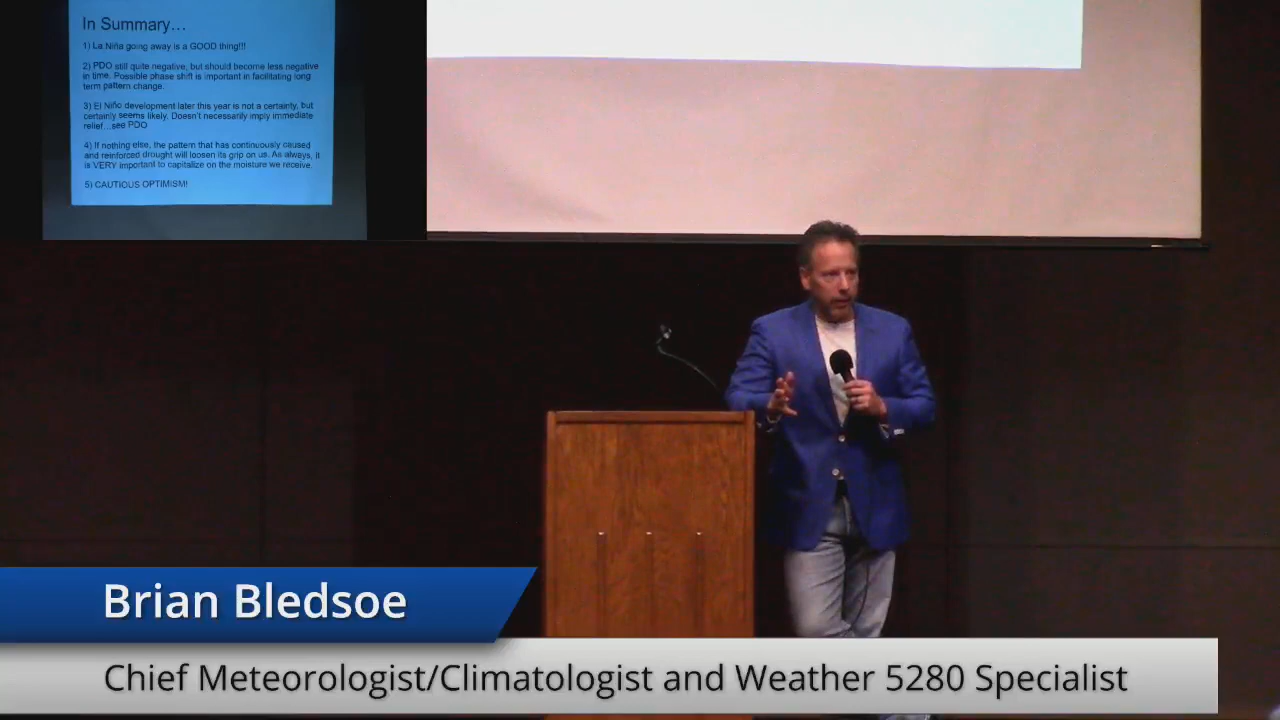 In Summary…
1) La Niña going away is a GOOD thing!!!
2) PDO still quite negative, but should become less negative
in time. Possible phase shift is important in facilitating long
term pattern change.
3) El Niño development later this year is not a certainty, but
certainly seems likely. Doesn't necessarily imply immediate
relief…see PDO
4) If nothing else, the pattern that has continuously caused
and reinforced drought will loosen its grip on us. As always, it
is VERY important to capitalize on the moisture we receive.
5) CAUTIOUS OPTIMISM!
Brian Bledsoe
Chief Meteorologist/Climatologist and Weather 5280 Specialist